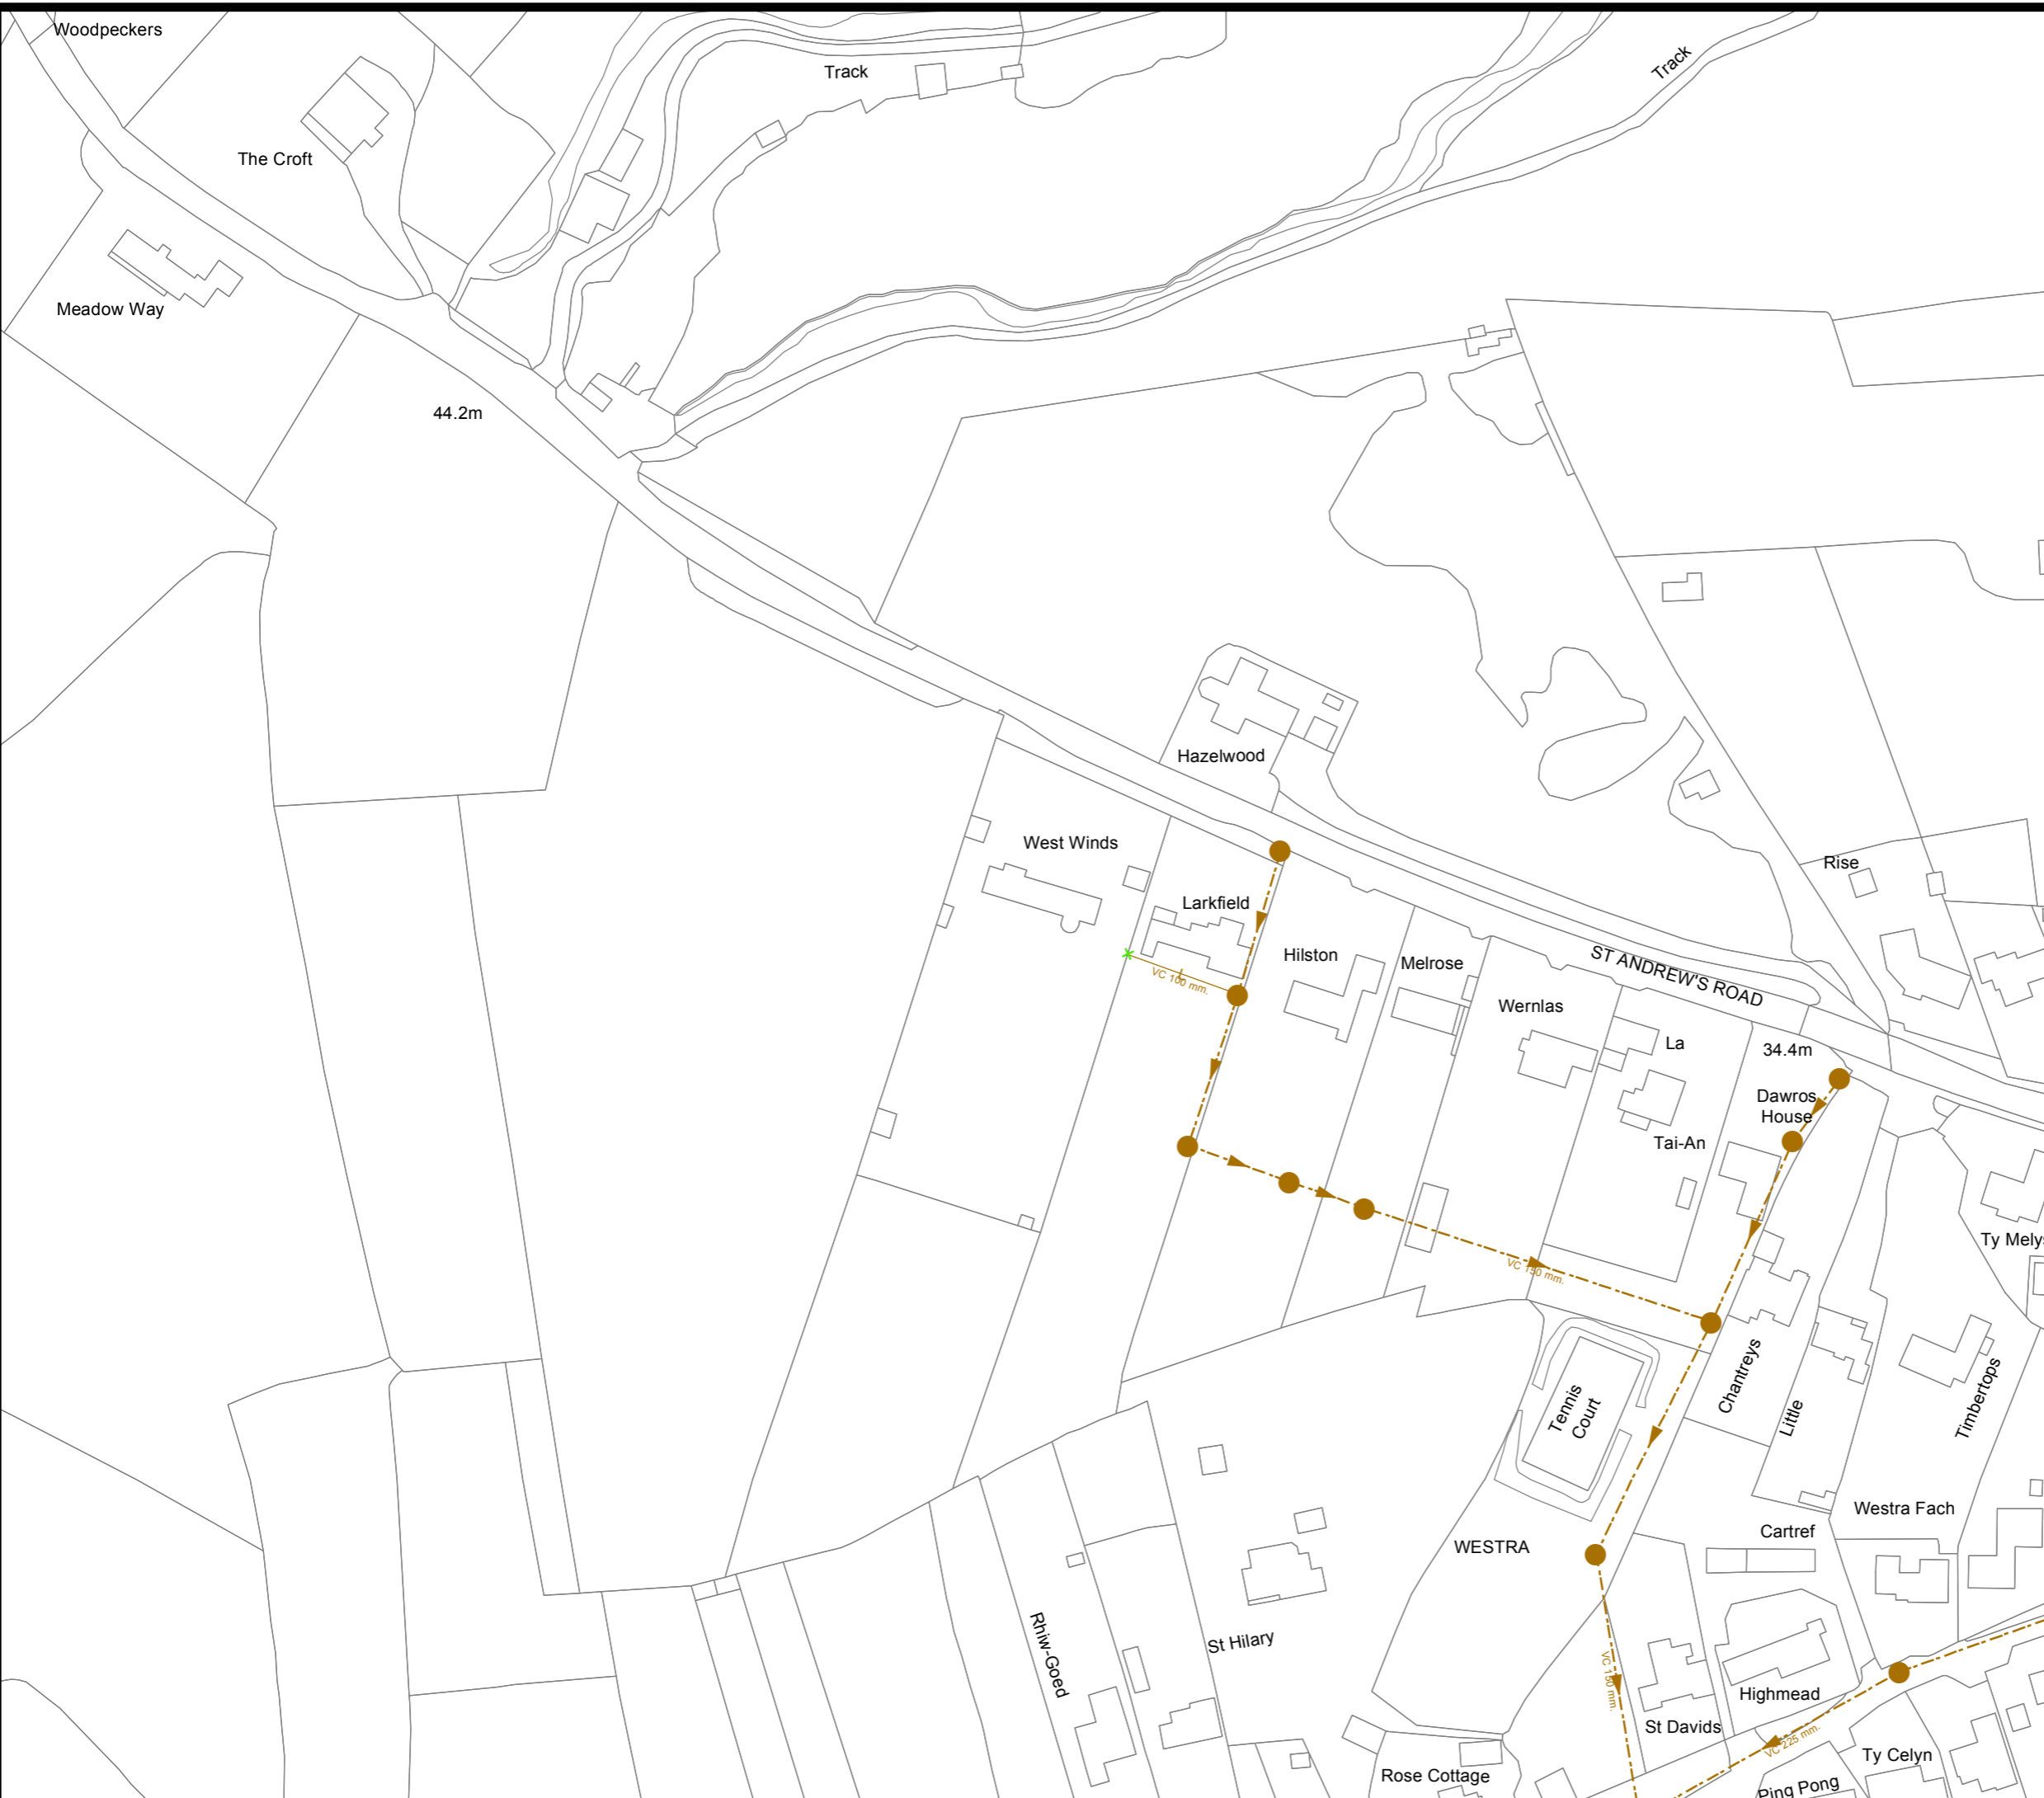 Woodpeckers
Track
Track
The Croft
Meadow Way
44.2m
Hazelwood
West Winds
Larkfield
Rise
Hilston
Melrose
ST ANDREW'S ROAD
VC 100 mm.
Wernlas
La
34.4m
Dawros
House
Tai-An
Ty Mely
VC 150 mm.
Chantreys
Little
Timbertops
Tennis
Court
Westra Fach
Cartref
WESTRA
Rhiw-Goed
St Hilary
VC 150 mm.
Highmead
St Davids
VC 225 mm.
Ty Celyn
Rose Cottage
Ping Pong